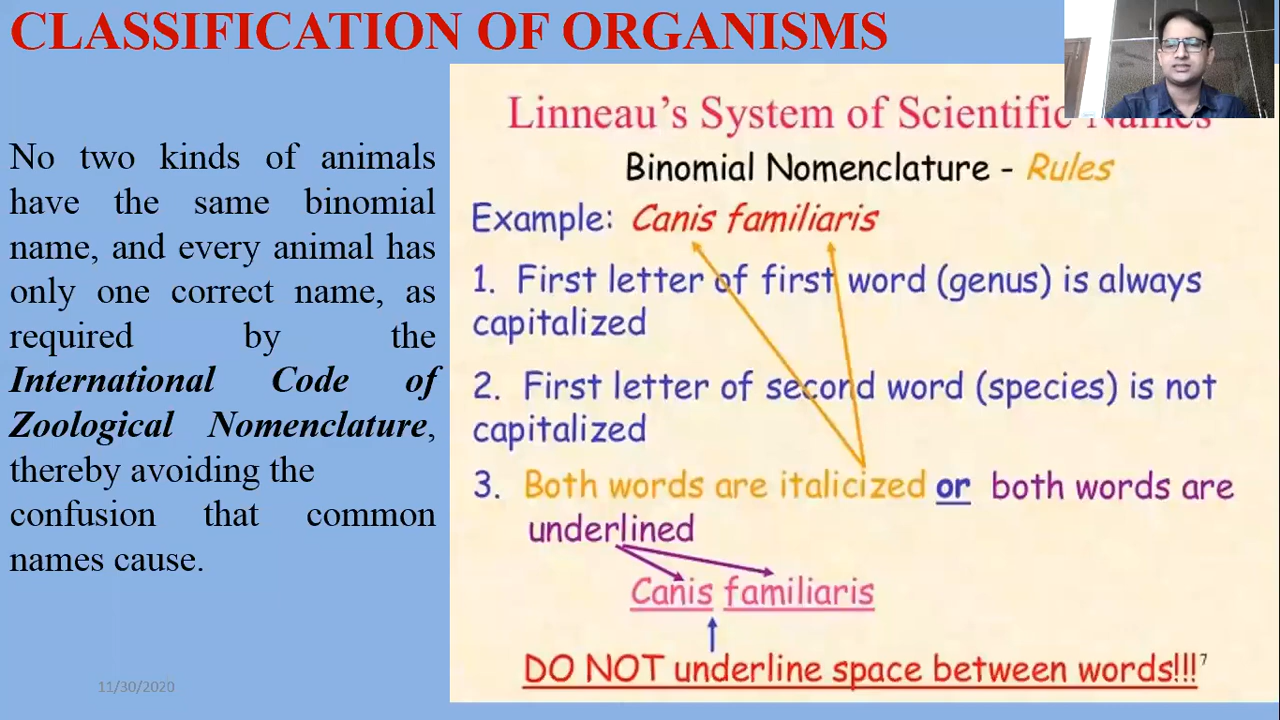 CLASSIFICATION OF ORGANISMS
No two kinds of animals
have the same binomial
name, and every animal has
only one correct name, as
required by the
International Code of
Zoological Nomenclature,
thereby avoiding the
confusion that common
names cause.
11/30/2020
Linneau's System of Scientific Names
Binomial Nomenclature - Rules
Example: Canis familiaris
1. First letter of first word (genus) is always
capitalized
2. First letter of second word (species) is not
capitalized
3. Both words are italicized or both words are
underlined
Canis familiaris
DO NOT underline space between words!!!
7